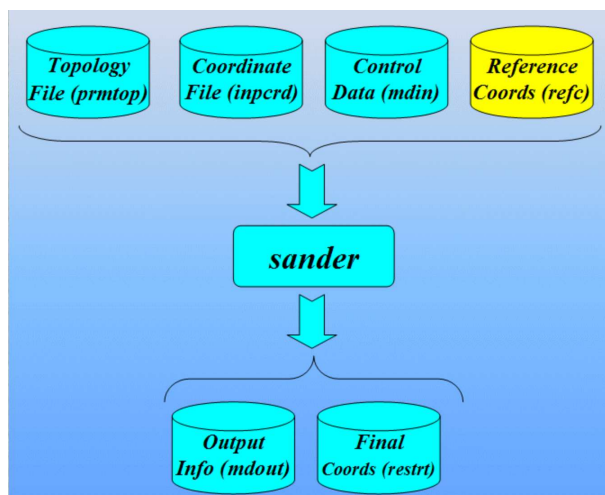 Topology
File (prmtop)
Coordinate
File (inpcrd)
Control
Data (mdin)
Reference
Coords (refc)
sander
Output
Info (mdout)
Final
Coords (restrt)